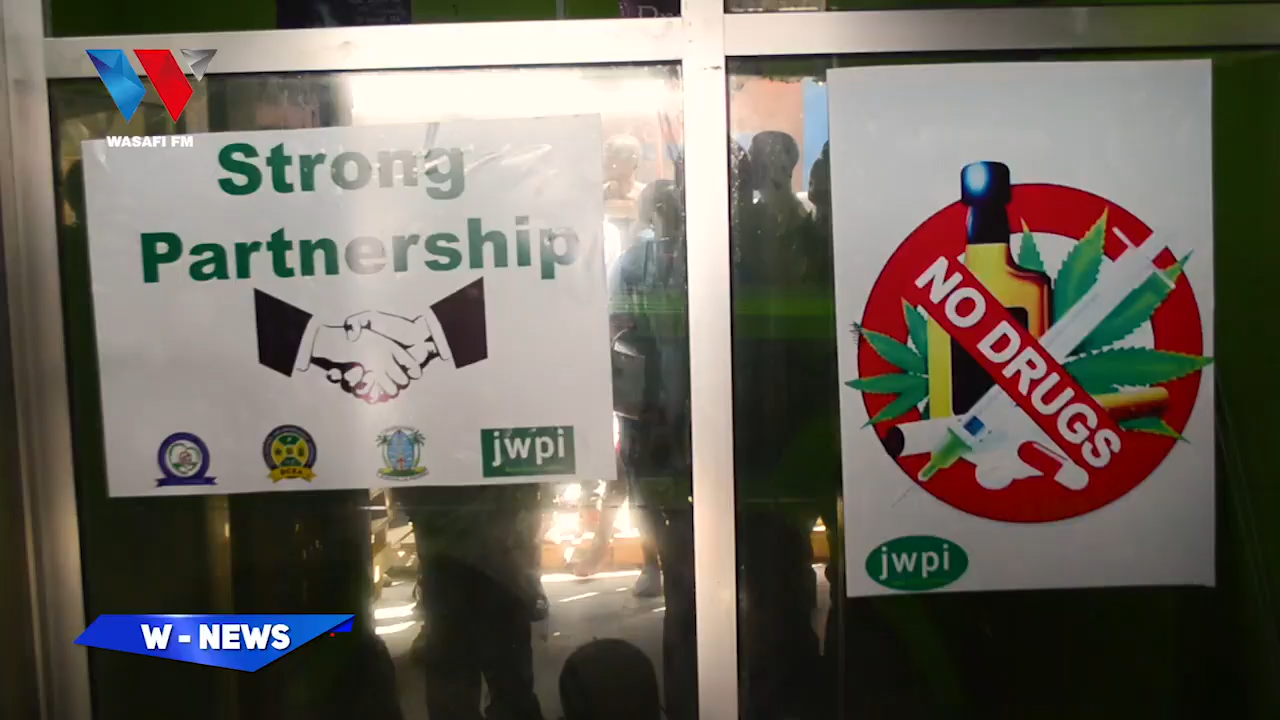 WASAFI FM
Strong
Partnership
jwpi
NO DRUGS
jwpi
W - NEWS